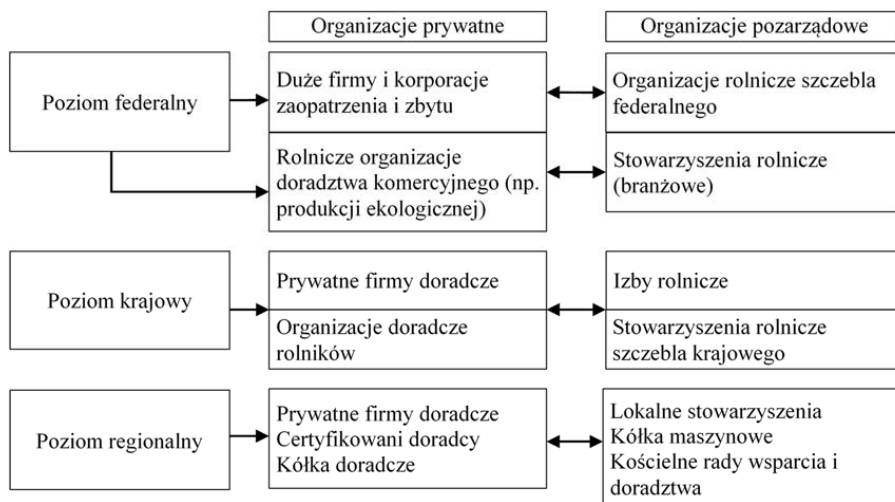 Organizacje prywatne
Organizacje pozarządowe
Poziom federalny
Duże firmy i korporacje
zaopatrzenia i zbytu
Organizacje rolnicze szczebla
federalnego
Rolnicze organizacje
doradztwa komercyjnego (np.
produkcji ekologicznej)
Stowarzyszenia rolnicze
(branżowe)
Poziom krajowy
Prywatne firmy doradcze
Izby rolnicze
Organizacje doradcze
rolników
Stowarzyszenia rolnicze
szczebla krajowego
Poziom regionalny
Prywatne firmy doradcze
Certyfikowani doradcy
Kółka doradcze
Lokalne stowarzyszenia
Kółka maszynowe
Kościelne rady wsparcia i
doradztwa